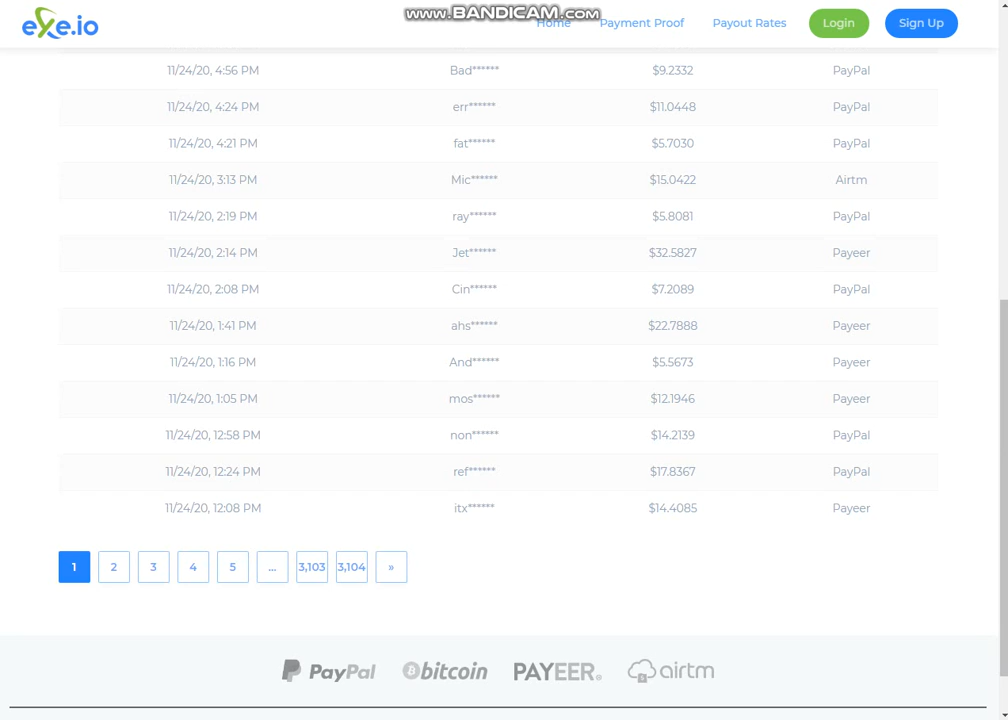 www.BANDICAM.com
eXe.io
Home Payment Proof Payout Rates Login Sign Up
11/24/20, 4:56 PM Bad****** $9.2332 PayPal
11/24/20, 4:24 PM err****** $11.0448 PayPal
11/24/20, 4:21 PM fat****** $5.7030 PayPal
11/24/20, 3:13 PM Mic****** $15.0422 Airtm
11/24/20, 2:19 PM ray****** $5.8081 PayPal
11/24/20, 2:14 PM Jet****** $32.5827 Payeer
11/24/20, 2:08 PM Cin****** $7.2089 PayPal
11/24/20, 1:41 PM ahs****** $22.7888 Payeer
11/24/20, 1:16 PM And****** $5.5673 Payeer
11/24/20, 1:05 PM mos****** $12.1946 Payeer
11/24/20, 12:58 PM non****** $14.2139 PayPal
11/24/20, 12:24 PM ref****** $17.8367 PayPal
11/24/20, 12:08 PM itx****** $14.4085 Payeer
1 2 3 4 5 ... 3,103 3,104 »
PayPal bitcoin PAYEER airtm